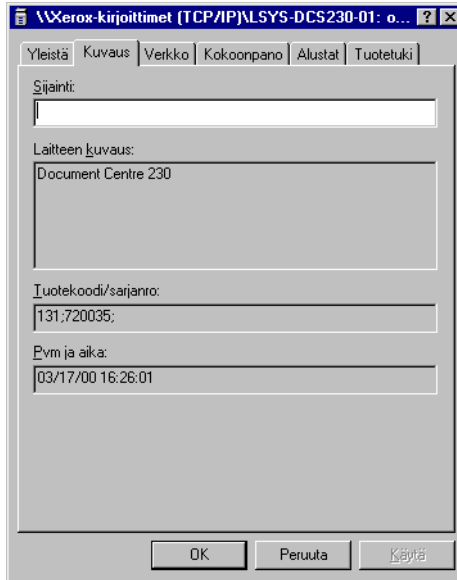 \\Xerox-kirjoittimet (TCP/IP)\LSYS-DCS230-01: o...
Yleistä Kuvaus Verkko Kokoonpano Alustat Tuotetuki
Sijainti:
Laitteen kuvaus:
Document Centre 230
Tuotekoodi/sarjanro:
131;720035;
Pvm ja aika:
03/17/00 16:26:01
OK Peruuta Käytä